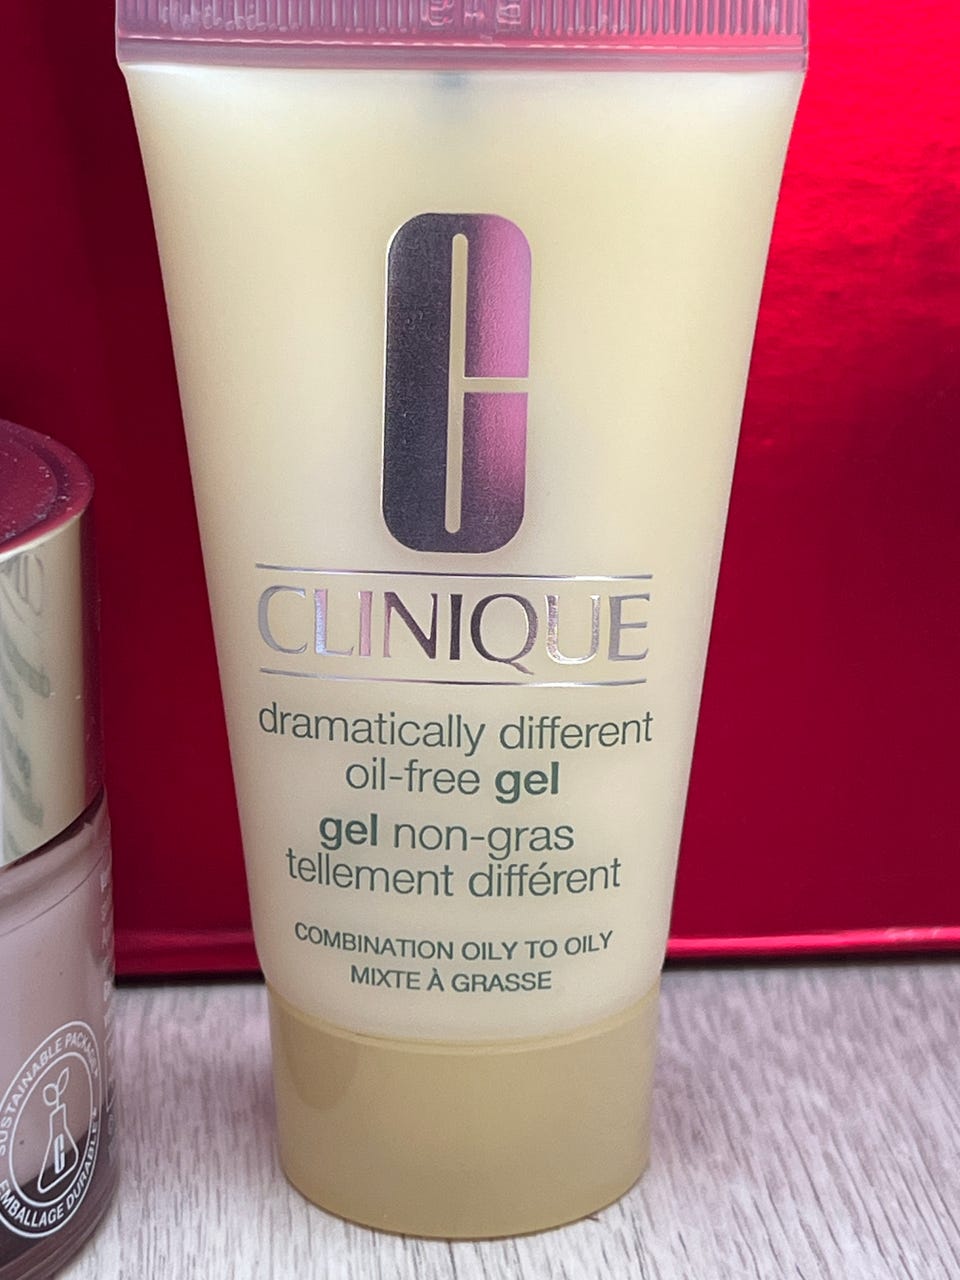 C
CLINIQUE
dramatically different
oil-free gel
gel non-gras
tellement différent
COMBINATION OILY TO OILY
MIXTE À GRASSE
SUSTAINABLE PACKAGING
C
EMBALLAGE DURABLE